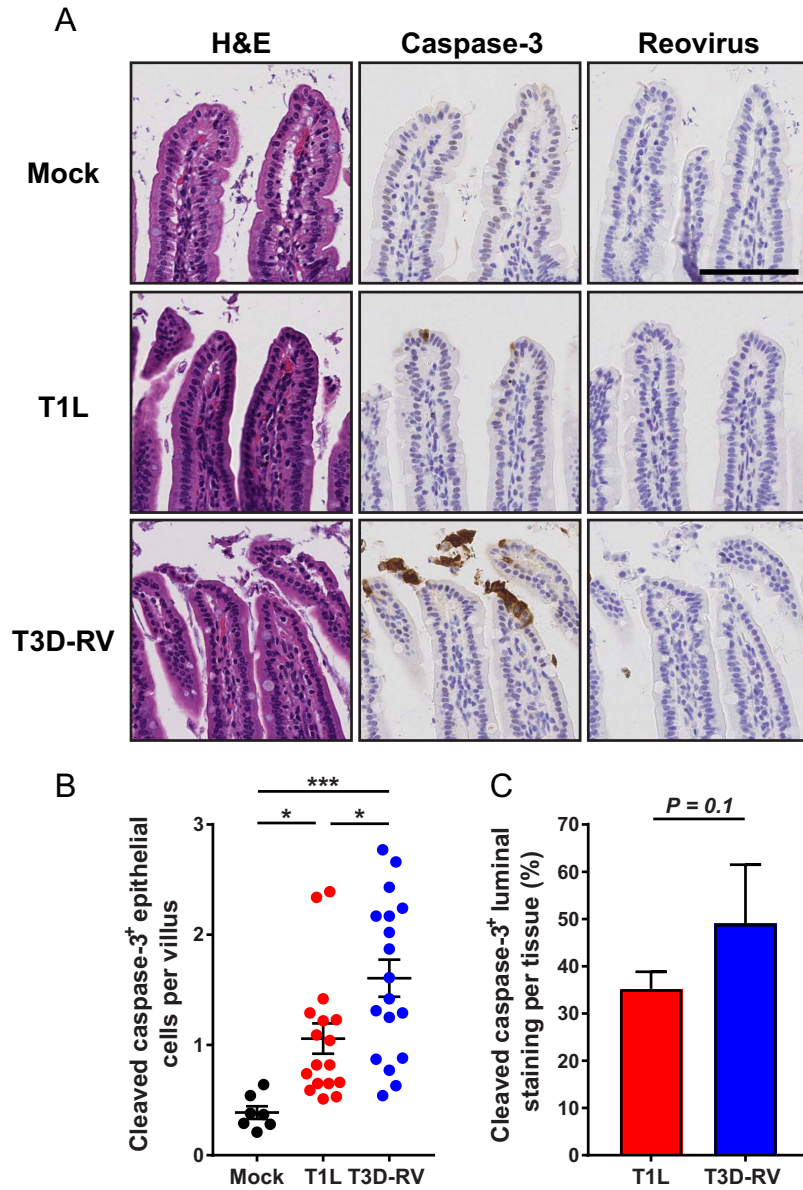 A
H&E
Caspase-3
Reovirus
Mock
T1L
T3D-RV
B
***
*
*
Cleaved caspase-3⁺ epithelial
cells per villus
3
2
1
0
Mock
T1L
T3D-RV
C
P = 0.1
Cleaved caspase-3⁺ luminal
staining per tissue (%)
70
60
50
40
30
20
10
0
T1L
T3D-RV